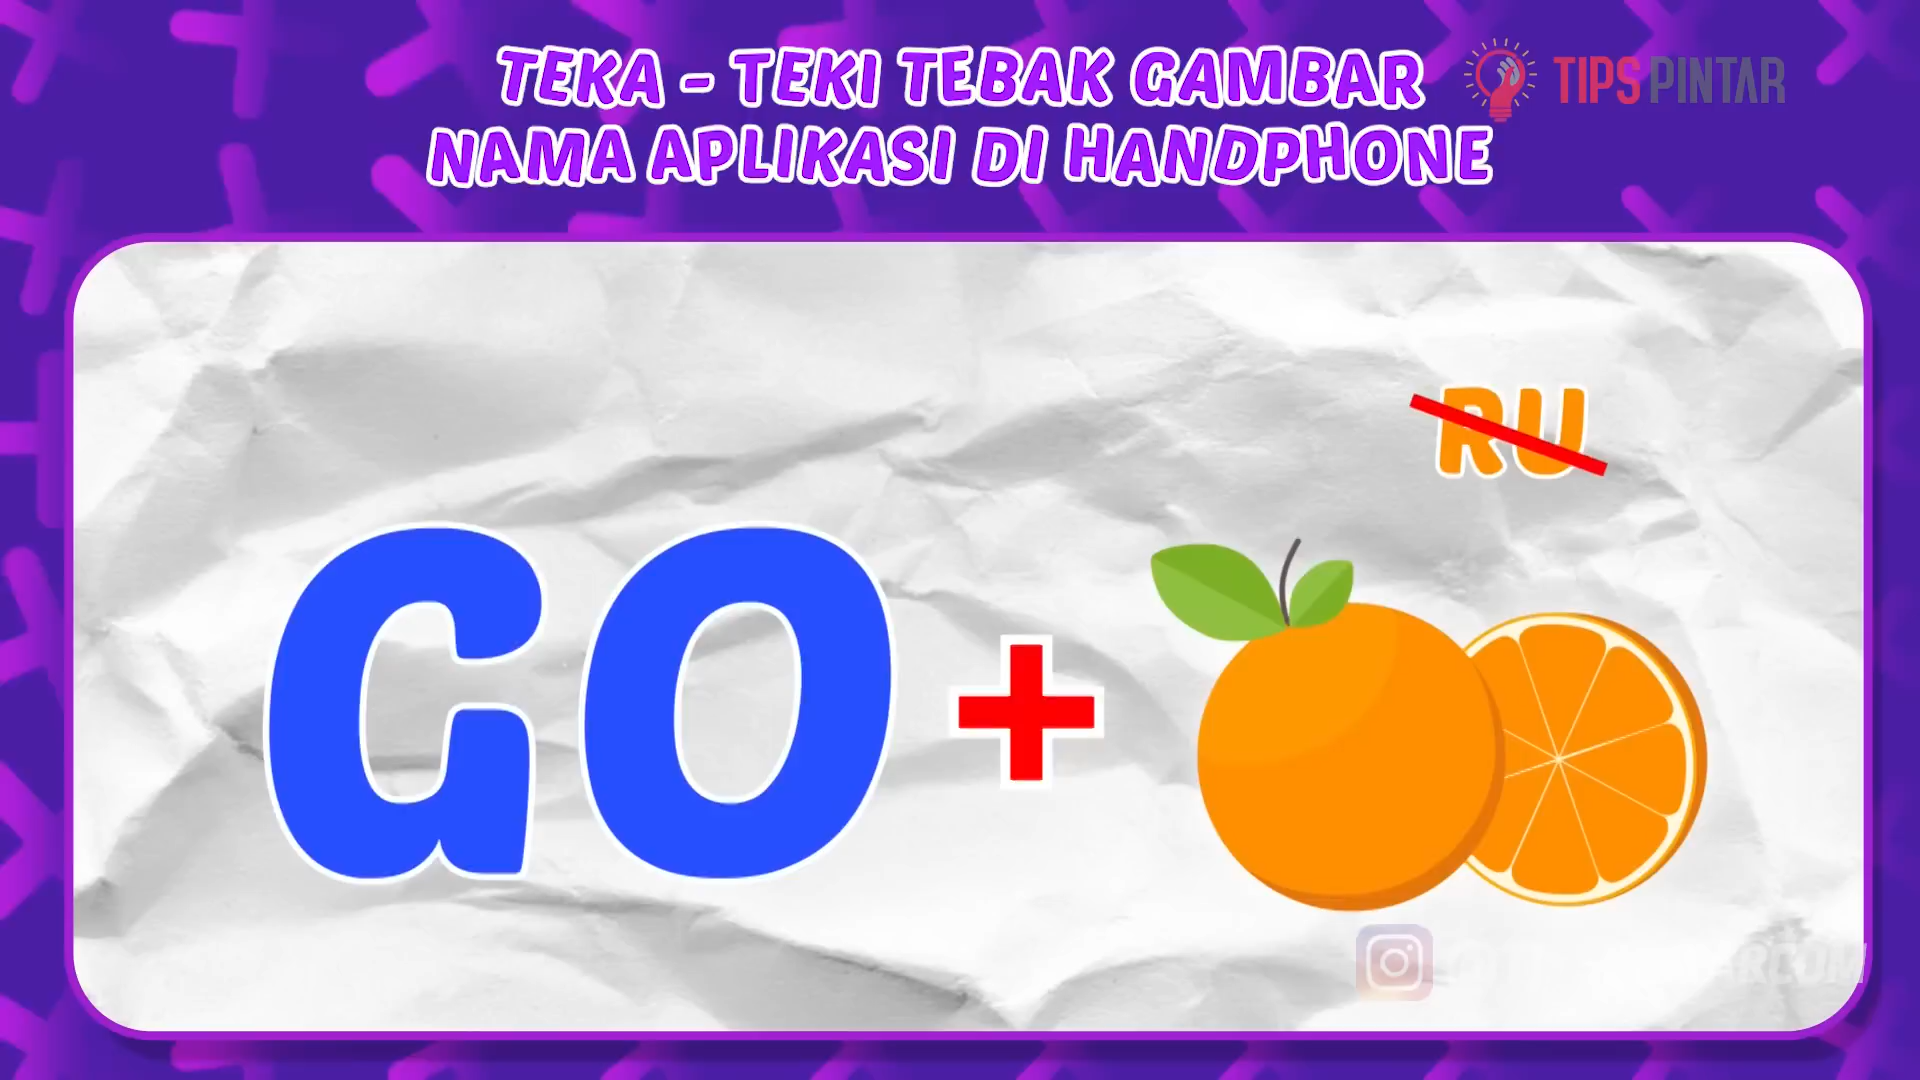 TEKA - TEKI TEBAK GAMBAR
NAMA APLIKASI DI HANDPHONE
TIPS PINTAR
RU
GO +